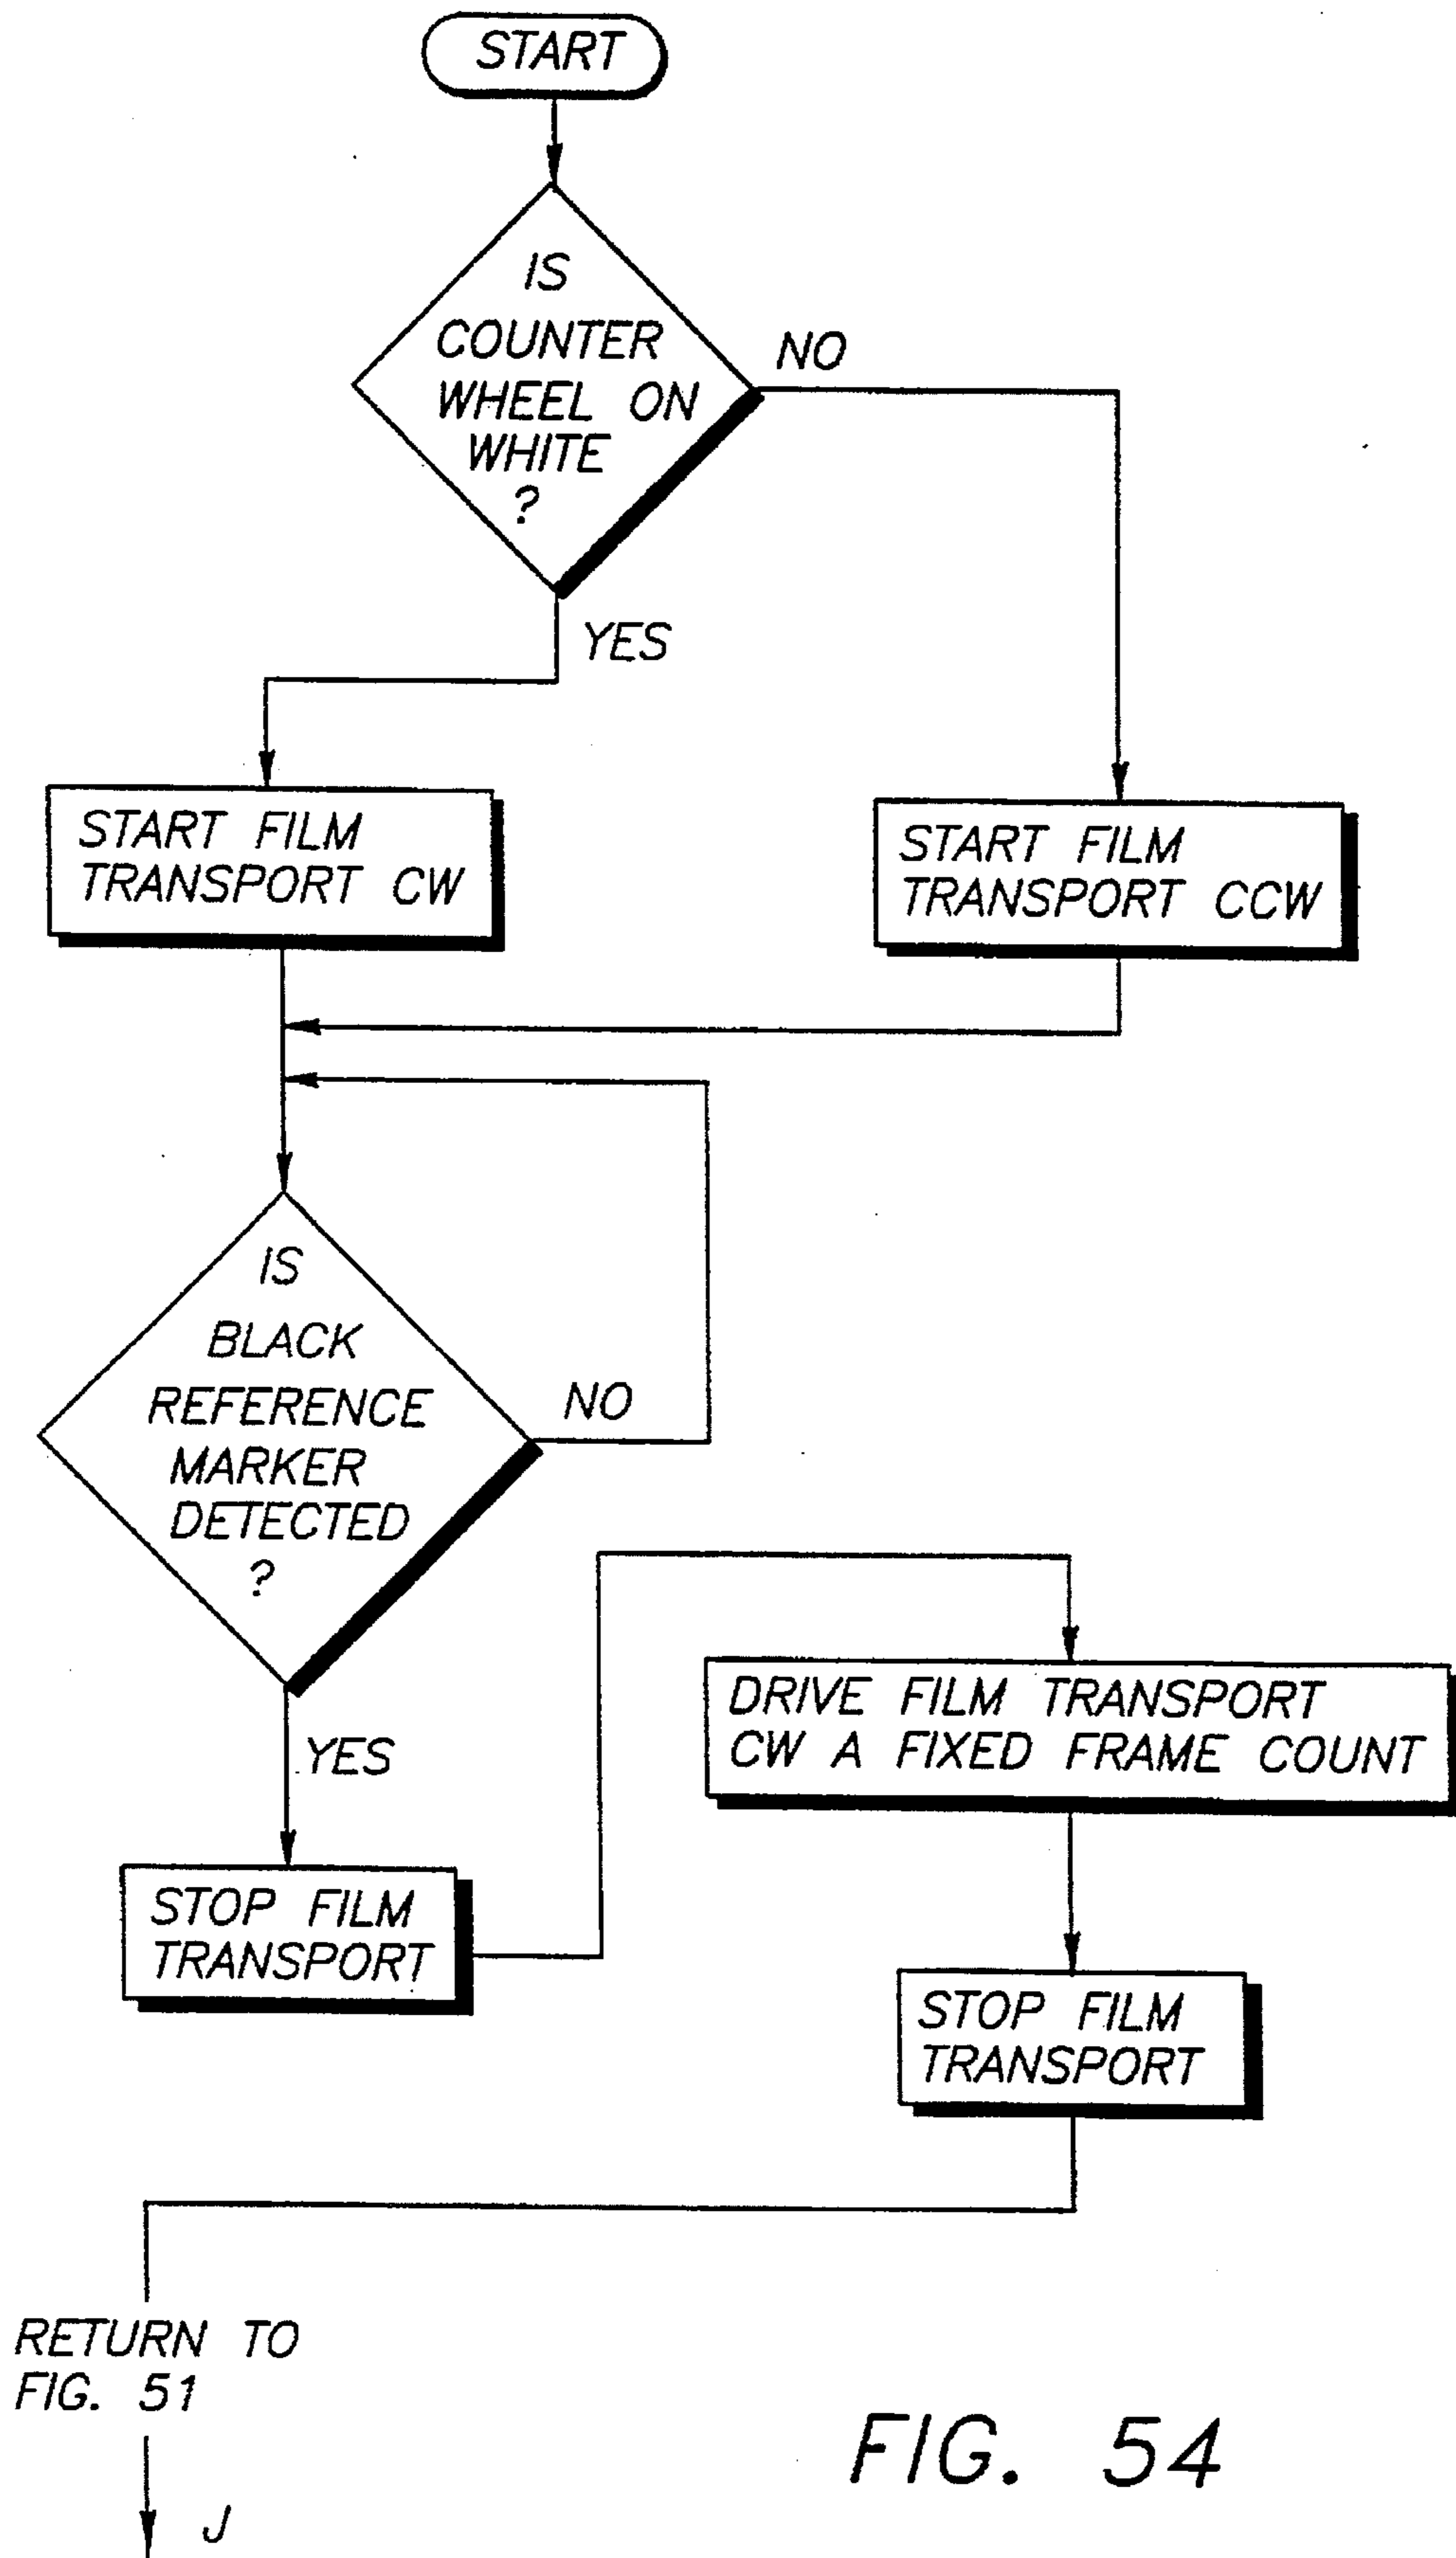 START
IS
COUNTER
WHEEL ON
WHITE
?
NO
YES
START FILM
TRANSPORT CW
START FILM
TRANSPORT CCW
IS
BLACK
REFERENCE
MARKER
DETECTED
?
NO
YES
STOP FILM
TRANSPORT
DRIVE FILM TRANSPORT
CW A FIXED FRAME COUNT
STOP FILM
TRANSPORT
RETURN TO
FIG. 51
J
FIG. 54